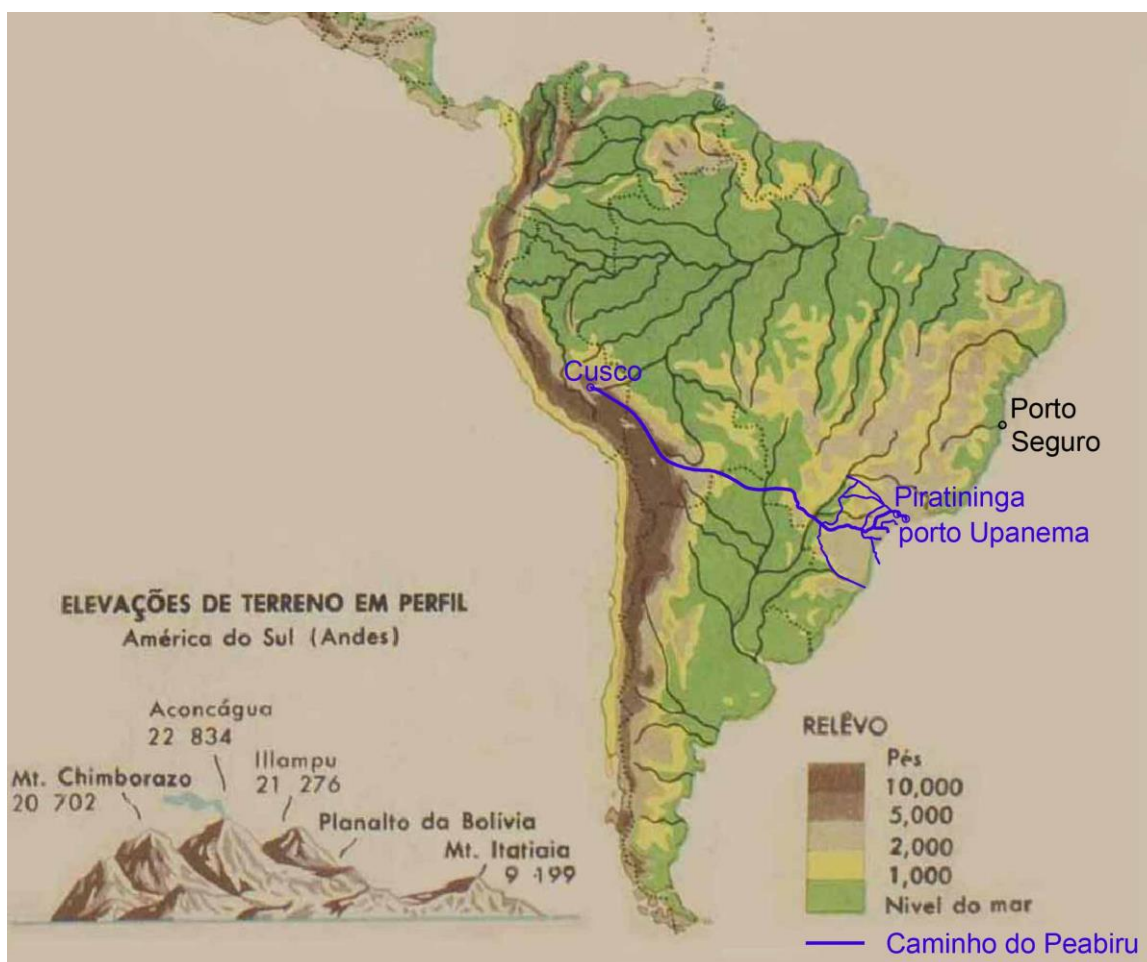 Cusco
Porto
Seguro
Piratininga
porto Upanema
ELEVAÇÕES DE TERRENO EM PERFIL
América do Sul (Andes)
Aconcágua
22 834
Illampu
21 276
Mt. Chimborazo
20 702
Planalto da Bolívia
Mt. Itatiaia
9 199
RELÊVO
Pés
10,000
5,000
2,000
1,000
Nivel do mar
Caminho do Peabiru